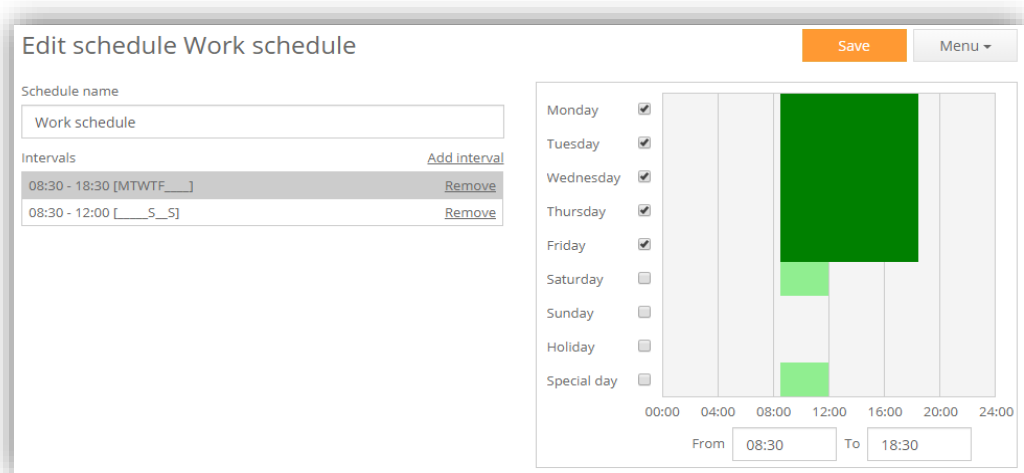 Edit schedule Work schedule
Save
Menu
Schedule name
Work schedule
Intervals
Add interval
08:30 - 18:30 [MTWTF____]
Remove
08:30 - 12:00 [_____S__S]
Remove
Monday
Tuesday
Wednesday
Thursday
Friday
Saturday
Sunday
Holiday
Special day
00:00 04:00 08:00 12:00 16:00 20:00 24:00
From 08:30 To 18:30